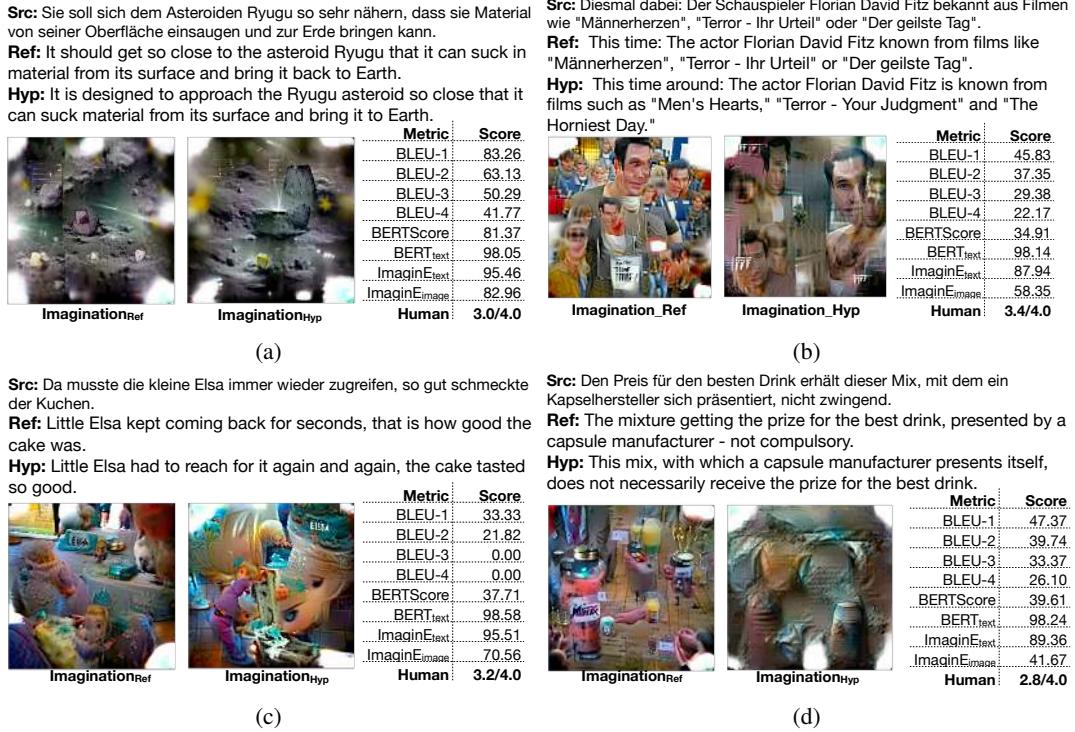 Src: Sie soll sich dem Asteroiden Ryugu so sehr nähern, dass sie Material
von seiner Oberfläche einsaugen und zur Erde bringen kann.
Ref: It should get so close to the asteroid Ryugu that it can suck in
material from its surface and bring it back to Earth.
Hyp: It is designed to approach the Ryugu asteroid so close that it
can suck material from its surface and bring it to Earth.
Metric Score
BLEU-1 83.26
BLEU-2 63.13
BLEU-3 50.29
BLEU-4 41.77
BERTScore 81.37
BERTtext 98.05
ImaginEtext 95.46
ImaginEimage 82.96
Human 3.0/4.0
ImaginationRef ImaginationHyp
(a)
Src: Diesmal dabei: Der Schauspieler Florian David Fitz bekannt aus Filmen
wie "Männerherzen", "Terror - Ihr Urteil" oder "Der geilste Tag".
Ref: This time: The actor Florian David Fitz known from films like
"Männerherzen", "Terror - Ihr Urteil" or "Der geilste Tag".
Hyp: This time around: The actor Florian David Fitz is known from
films such as "Men's Hearts," "Terror - Your Judgment" and "The
Horniest Day."
Metric Score
BLEU-1 45.83
BLEU-2 37.35
BLEU-3 29.38
BLEU-4 22.17
BERTScore 34.91
BERTtext 98.14
ImaginEtext 87.94
ImaginEimage 58.35
Human 3.4/4.0
Imagination_Ref Imagination_Hyp
(b)
Src: Da musste die kleine Elsa immer wieder zugreifen, so gut schmeckte
der Kuchen.
Ref: Little Elsa kept coming back for seconds, that is how good the
cake was.
Hyp: Little Elsa had to reach for it again and again, the cake tasted
so good.
Metric Score
BLEU-1 33.33
BLEU-2 21.82
BLEU-3 0.00
BLEU-4 0.00
BERTScore 37.71
BERTtext 98.58
ImaginEtext 95.51
ImaginEimage 70.56
Human 3.2/4.0
ImaginationRef ImaginationHyp
(c)
Src: Den Preis für den besten Drink erhält dieser Mix, mit dem ein
Kapselhersteller sich präsentiert, nicht zwingend.
Ref: The mixture getting the prize for the best drink, presented by a
capsule manufacturer - not compulsory.
Hyp: This mix, with which a capsule manufacturer presents itself,
does not necessarily receive the prize for the best drink.
Metric Score
BLEU-1 47.37
BLEU-2 39.74
BLEU-3 33.37
BLEU-4 26.10
BERTScore 39.61
BERTtext 98.24
ImaginEtext 89.36
ImaginEimage 41.67
Human 2.8/4.0
ImaginationRef ImaginationHyp
(d)